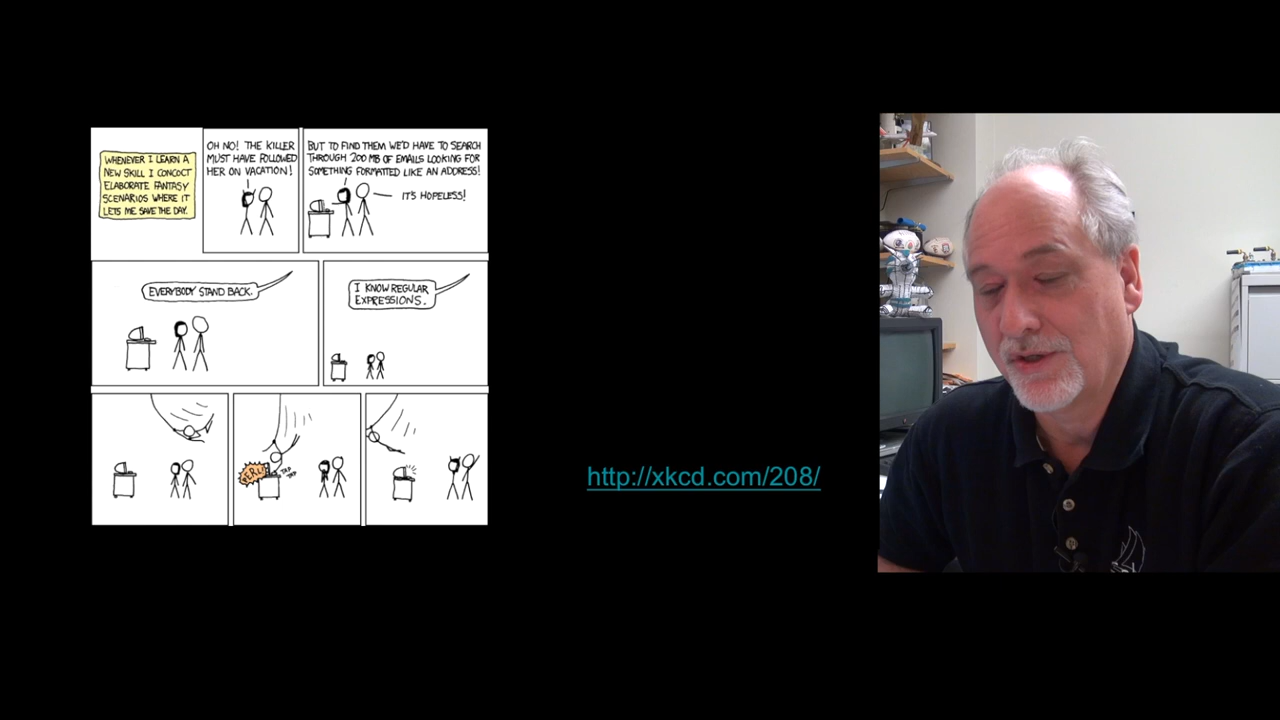 WHENEVER I LEARN A
NEW SKILL I CONCOCT
ELABORATE FANTASY
SCENARIOS WHERE IT
LETS ME SAVE THE DAY.
OH NO! THE KILLER
MUST HAVE FOLLOWED
HER ON VACATION!
BUT TO FIND THEM WE'D HAVE TO SEARCH
THROUGH 200 MB OF EMAILS LOOKING FOR
SOMETHING FORMATTED LIKE AN ADDRESS!
IT'S HOPELESS!
EVERYBODY STAND BACK.
I KNOW REGULAR
EXPRESSIONS.
PERL!
TAP
TAP
http://xkcd.com/208/